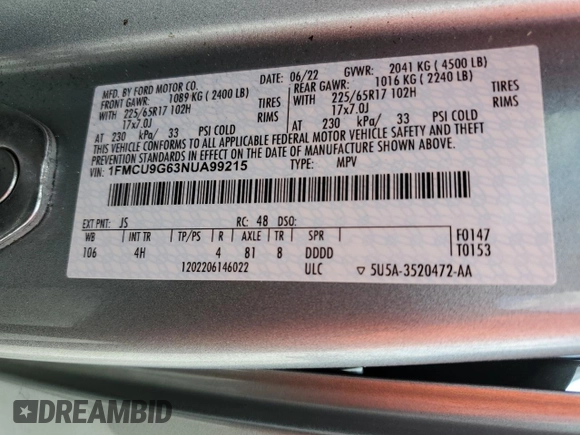 MFD. BY FORD MOTOR CO.
DATE: 06/22 GVWR: 2041 KG ( 4500 LB)
FRONT GAWR: 1089 KG ( 2400 LB)
REAR GAWR: 1016 KG ( 2240 LB)
WITH 225/65R17 102H TIRES
WITH 225/65R17 102H TIRES
17x7.0J RIMS
17x7.0J RIMS
AT 230 kPa/ 33 PSI COLD
AT 230 kPa/ 33 PSI COLD
THIS VEHICLE CONFORMS TO ALL APPLICABLE FEDERAL MOTOR VEHICLE SAFETY AND THEFT
PREVENTION STANDARDS IN EFFECT ON THE DATE OF MANUFACTURE SHOWN ABOVE.
VIN: 1FMCU9G63NUA99215 TYPE: MPV
EXT PNT: JS RC: 48 DSO:
WB INT TR TP/PS R AXLE TR SPR F0147
106 4H 4 81 8 DDDD T0153
1202206146022 ULC ▽ 5U5A-3520472-AA
DREAMBID